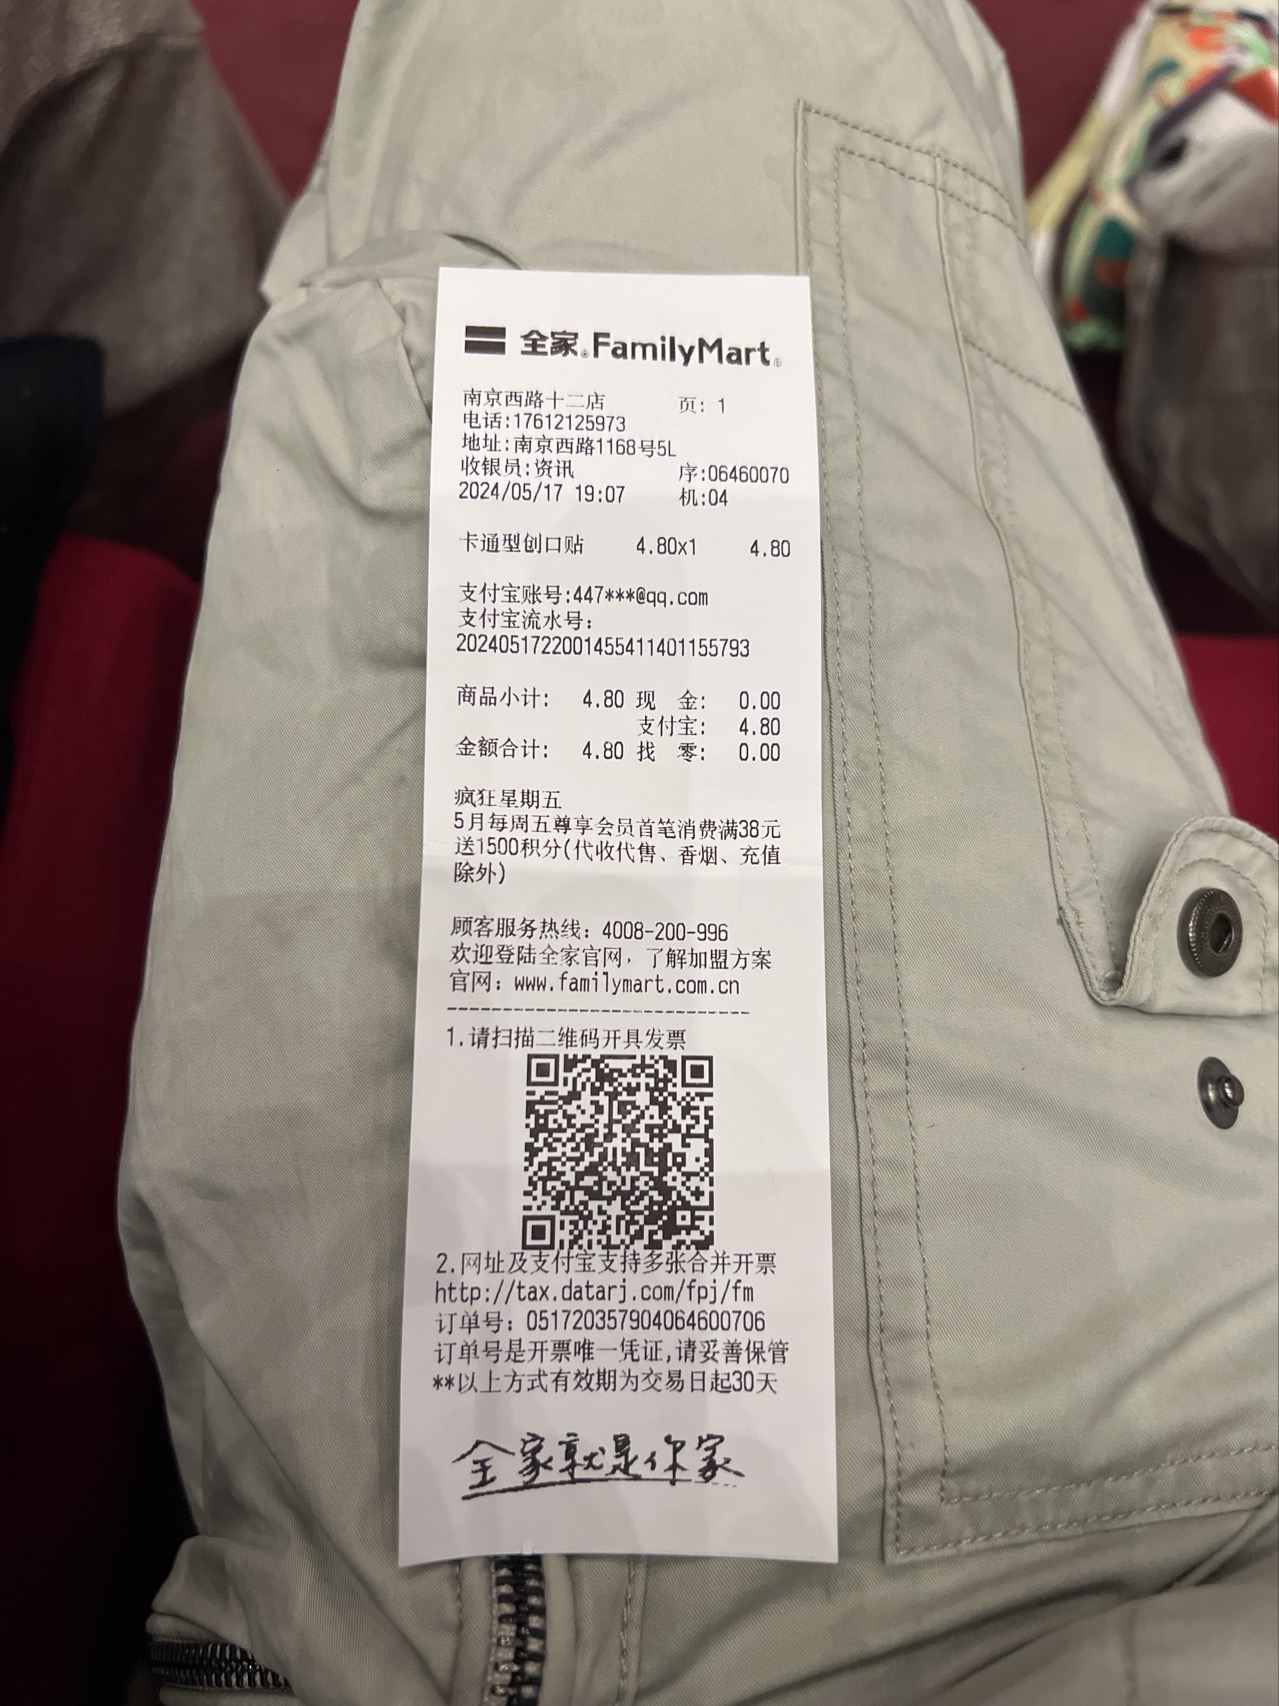 全家®FamilyMart®
南京西路十二店 页: 1
电话:17612125973
地址:南京西路1168号5L
收银员:资讯 序:06460070
2024/05/17 19:07 机:04
卡通型创口贴 4.80x1 4.80
支付宝账号:447***@qq.com
支付宝流水号:
2024051722001455411401155793
商品小计: 4.80 现 金: 0.00
支付宝: 4.80
金额合计: 4.80 找 零: 0.00
疯狂星期五
5月每周五尊享会员首笔消费满38元
送1500积分(代收代售、香烟、充值
除外)
顾客服务热线: 4008-200-996
欢迎登陆全家官网, 了解加盟方案
官网: www.familymart.com.cn
----------------------------
1.请扫描二维码开具发票
2.网址及支付宝支持多张合并开票
http://tax.datarj.com/fpj/fm
订单号: 051720357904064600706
订单号是开票唯一凭证,请妥善保管
**以上方式有效期为交易日起30天
全家就是你家